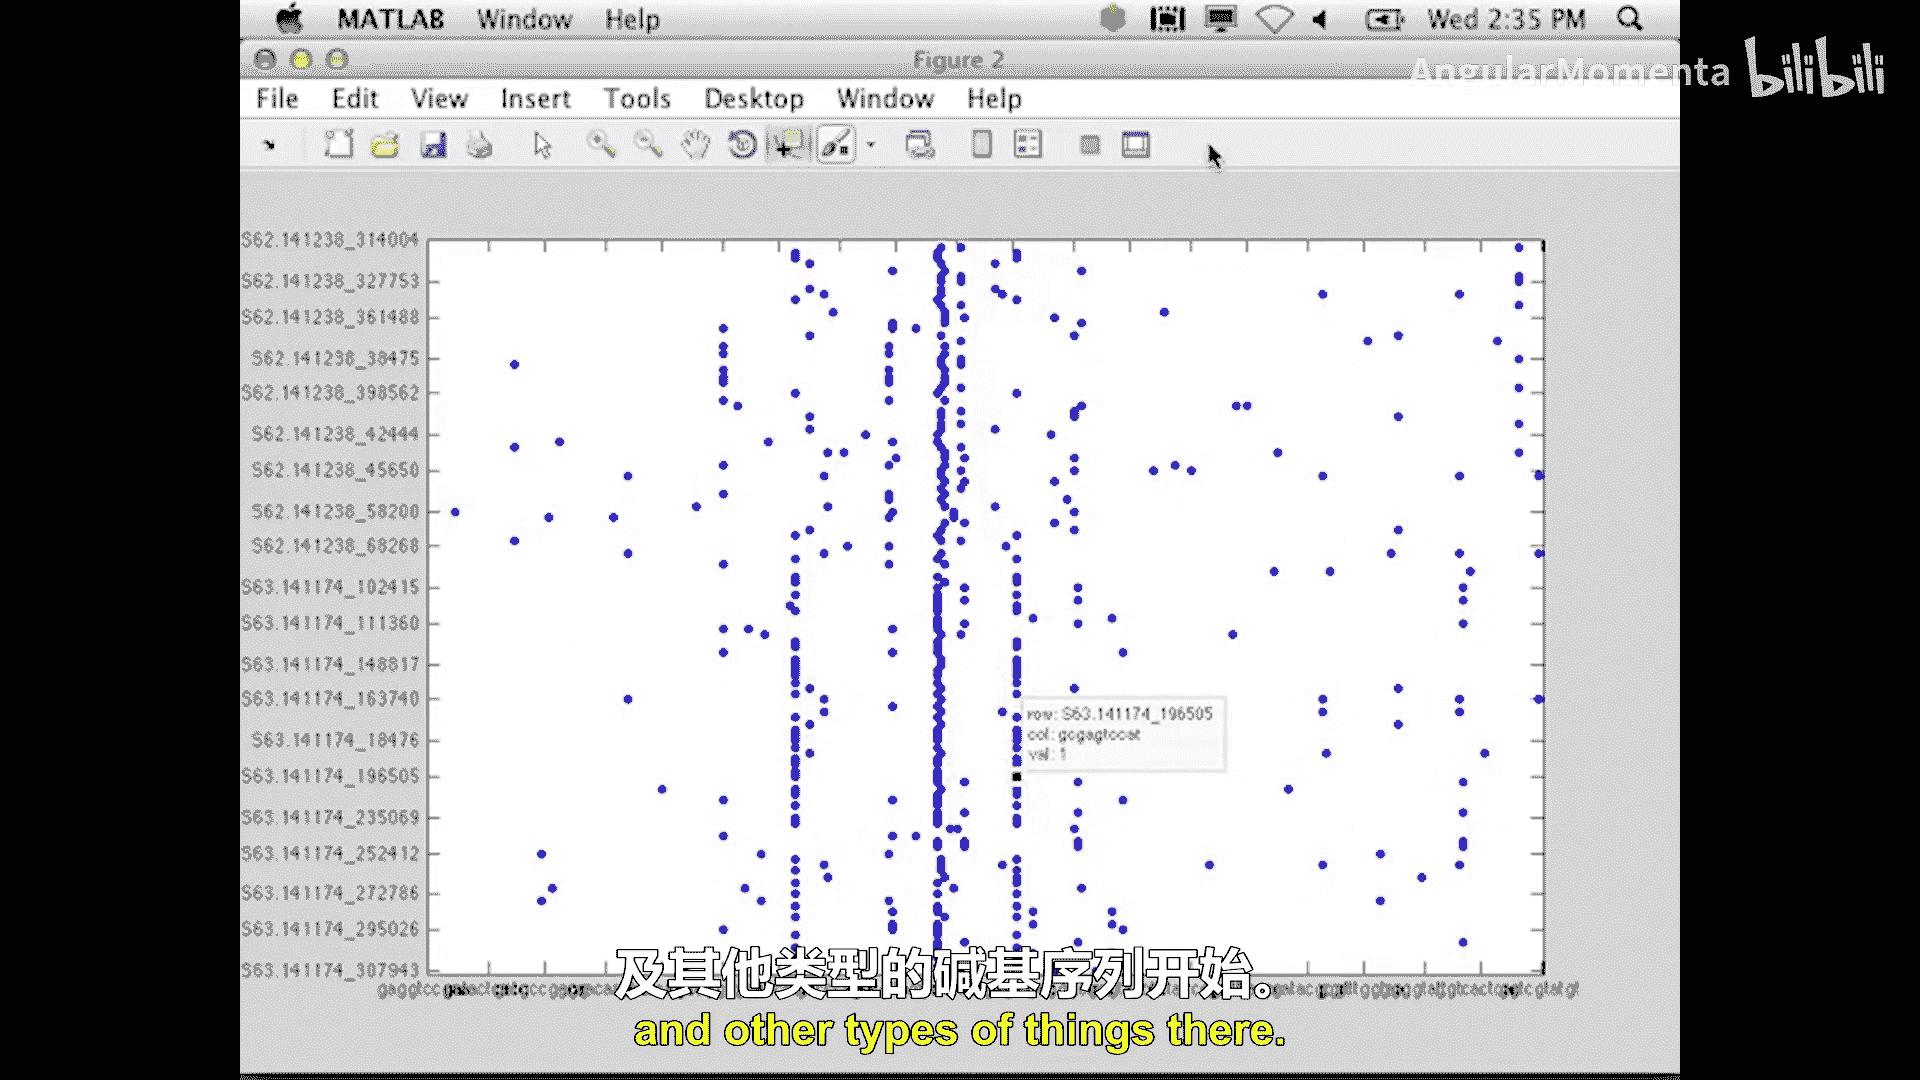 MATLAB Window Help
Wed 2:35 PM
Figure 2
AngularMomenta bilibili
File Edit View Insert Tools Desktop Window Help
S62.141238_314004
S62.141238_327753
S62.141238_361488
S62.141238_38475
S62.141238_398562
S62.141238_42444
S62.141238_45650
S62.141238_58200
S62.141238_68268
S63.141174_102415
S63.141174_111360
S63.141174_148817
S63.141174_163740
S63.141174_18476
S63.141174_196505
S63.141174_235069
S63.141174_252412
S63.141174_272786
S63.141174_295026
S63.141174_307943
row: S63.141174_196505
col: gcgagtccat
val: 1
及其他类型的碱基序列开始。
and other types of things there.